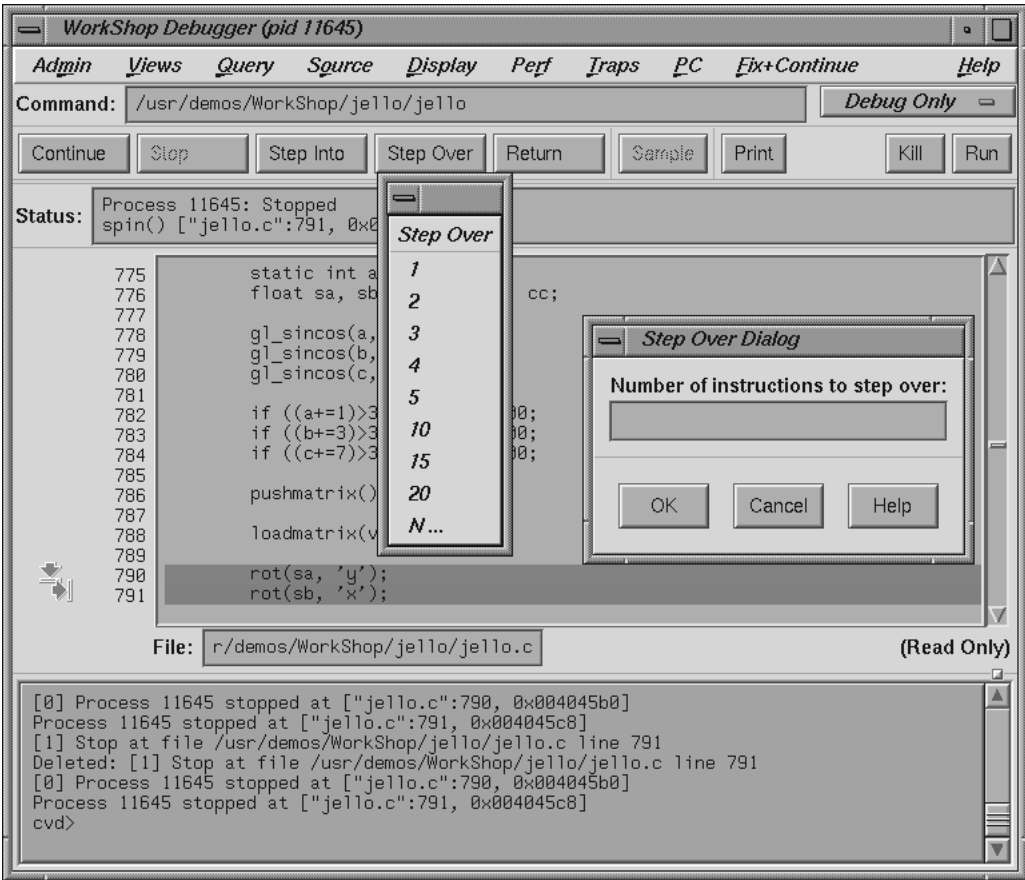 WorkShop Debugger (pid 11645)
Admin Views Query Source Display Perf Traps PC Fix+Continue Help
Command: /usr/demos/WorkShop/jello/jello Debug Only
Continue Stop Step Into Step Over Return Sample Print Kill Run
Status: Process 11645: Stopped
spin() ["jello.c":791, 0x0
Step Over
1
2
3
4
5
10
15
20
N ...
775 static int a
776 float sa, sb cc;
777
778 gl_sincos(a,
779 gl_sincos(b,
780 gl_sincos(c,
781
782 if ((a+=1)>3 00;
783 if ((b+=3)>3 00;
784 if ((c+=7)>3 00;
785
786 pushmatrix()
787
788 loadmatrix(v
789
790 rot(sa, 'y');
791 rot(sb, 'x');
Step Over Dialog
Number of instructions to step over:
OK Cancel Help
File: r/demos/WorkShop/jello/jello.c (Read Only)
[0] Process 11645 stopped at ["jello.c":790, 0x004045b0]
Process 11645 stopped at ["jello.c":791, 0x004045c8]
[1] Stop at file /usr/demos/WorkShop/jello/jello.c line 791
Deleted: [1] Stop at file /usr/demos/WorkShop/jello/jello.c line 791
[0] Process 11645 stopped at ["jello.c":790, 0x004045b0]
Process 11645 stopped at ["jello.c":791, 0x004045c8]
cvd>